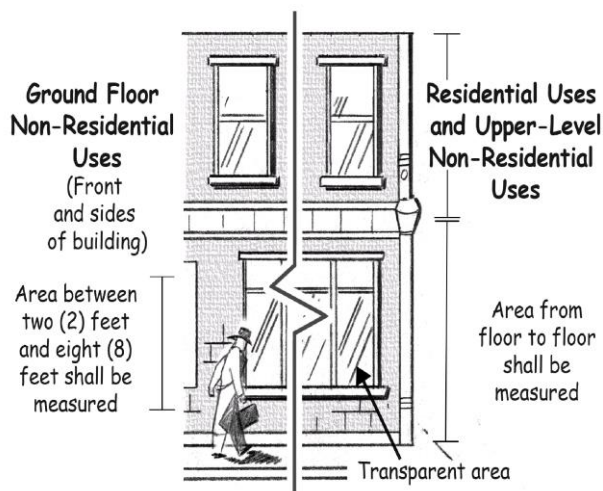 Ground Floor
Non-Residential
Uses
(Front
and sides
of building)
Area between
two (2) feet
and eight (8)
feet shall be
measured
Residential Uses
and Upper-Level
Non-Residential
Uses
Area from
floor to floor
shall be
measured
Transparent area